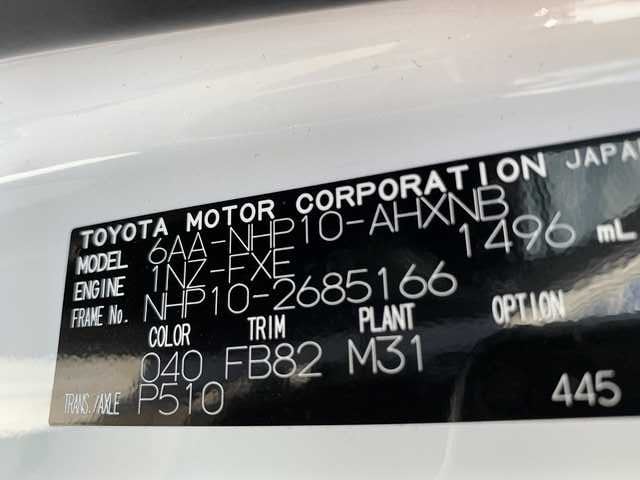 TOYOTA MOTOR CORPORATION JAPAN
MODEL 6AA-NHP10-AHXNB
ENGINE 1NZ-FXE 1496 mL
FRAME No. NHP10-2685166
COLOR TRIM PLANT OPTION
040 FB82 M31
TRANS./AXLE P510 445